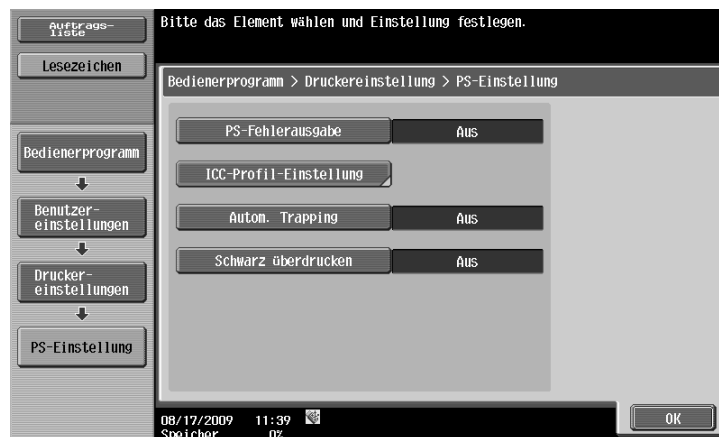 Auftrags-
liste
Bitte das Element wählen und Einstellung festlegen.
Lesezeichen
Bedienerprogramm > Druckereinstellung > PS-Einstellung
PS-Fehlerausgabe Aus
Bedienerprogramm
ICC-Profil-Einstellung
Benutzer-
einstellungen
Autom. Trapping Aus
Schwarz überdrucken Aus
Drucker-
einstellungen
PS-Einstellung
08/17/2009 11:39
Speicher 0%
OK